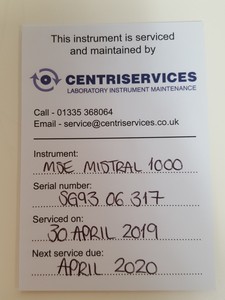 This instrument is serviced
and maintained by
CENTRISERVICES
LABORATORY INSTRUMENT MAINTENANCE
Call - 01335 368064
Email - service@centriservices.co.uk
Instrument:
MSE MISTRAL 1000
Serial number:
SG93 06 317
Serviced on:
30 APRIL 2019
Next service due:
APRIL 2020